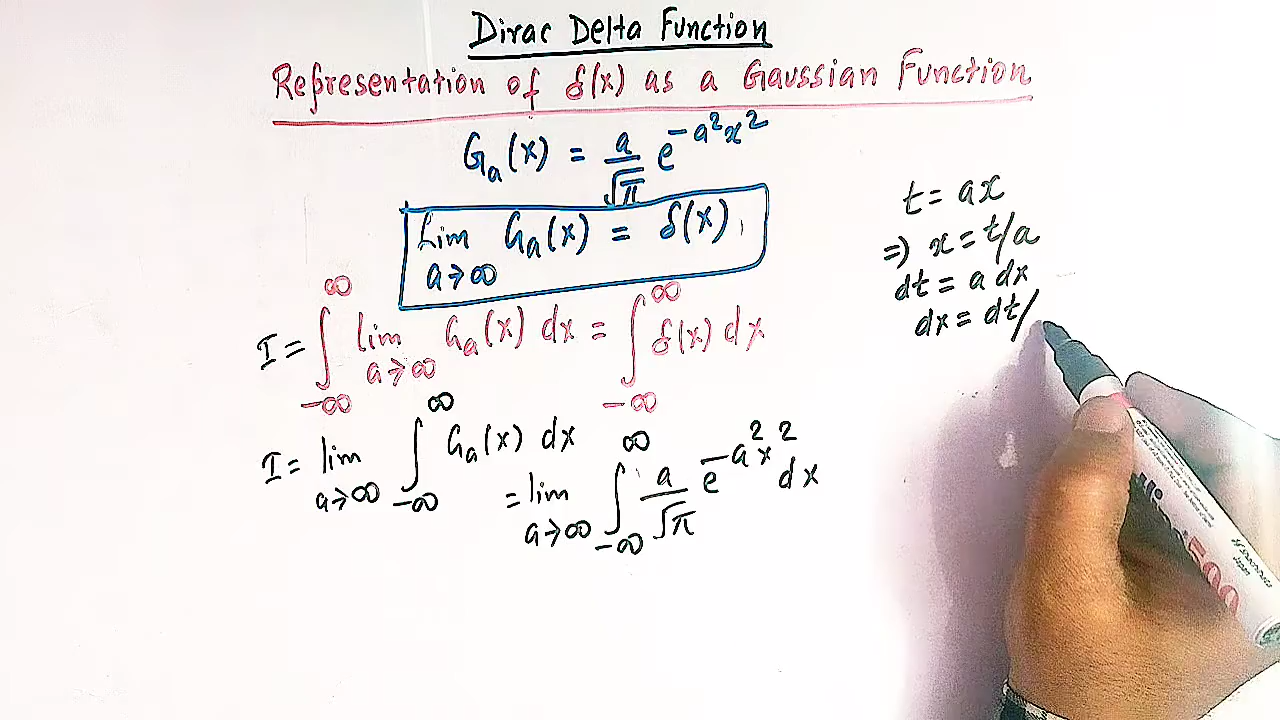 Dirac Delta Function
Representation of δ(x) as a Gaussian Function
Gₐ(x) = a/√π e^{-a²x²}
Lim a→∞ Gₐ(x) = δ(x).
I = ∫_{-∞}^{∞} lim a→∞ Gₐ(x) dx = ∫_{-∞}^{∞} δ(x) dx
I = lim a→∞ ∫_{-∞}^{∞} Gₐ(x) dx
= lim a→∞ ∫_{-∞}^{∞} a/√π e^{-a²x²} dx
t = ax
⇒) x = t/a
dt = a dx
dx = dt/